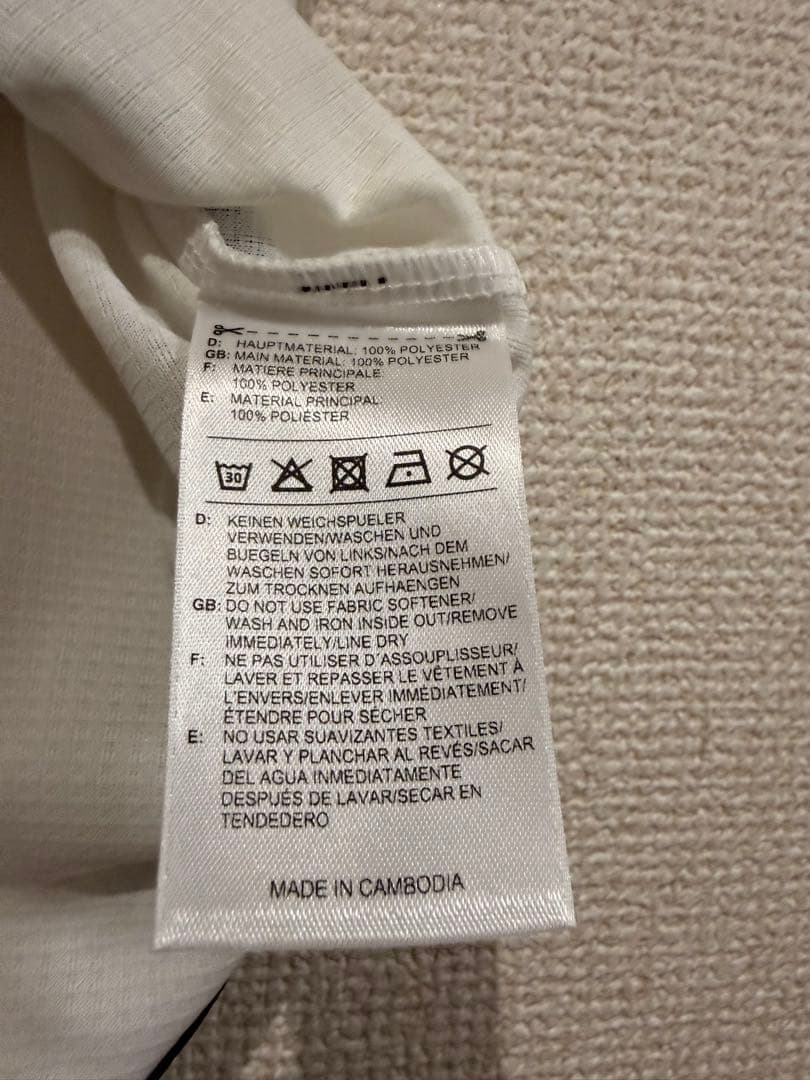 D: HAUPTMATERIAL: 100% POLYESTER
GB: MAIN MATERIAL: 100% POLYESTER
F: MATIERE PRINCIPALE:
100% POLYESTER
E: MATERIAL PRINCIPAL:
100% POLIÉSTER
30
D: KEINEN WEICHSPUELER
VERWENDEN/WASCHEN UND
BUEGELN VON LINKS/NACH DEM
WASCHEN SOFORT HERAUSNEHMEN/
ZUM TROCKNEN AUFHAENGEN
GB: DO NOT USE FABRIC SOFTENER/
WASH AND IRON INSIDE OUT/REMOVE
IMMEDIATELY/LINE DRY
F: NE PAS UTILISER D'ASSOUPLISSEUR/
LAVER ET REPASSER LE VÊTEMENT À
L'ENVERS/ENLEVER IMMÉDIATEMENT/
ÉTENDRE POUR SÉCHER
E: NO USAR SUAVIZANTES TEXTILES/
LAVAR Y PLANCHAR AL REVÉS/SACAR
DEL AGUA INMEDIATAMENTE
DESPUÉS DE LAVAR/SECAR EN
TENDEDERO
MADE IN CAMBODIA